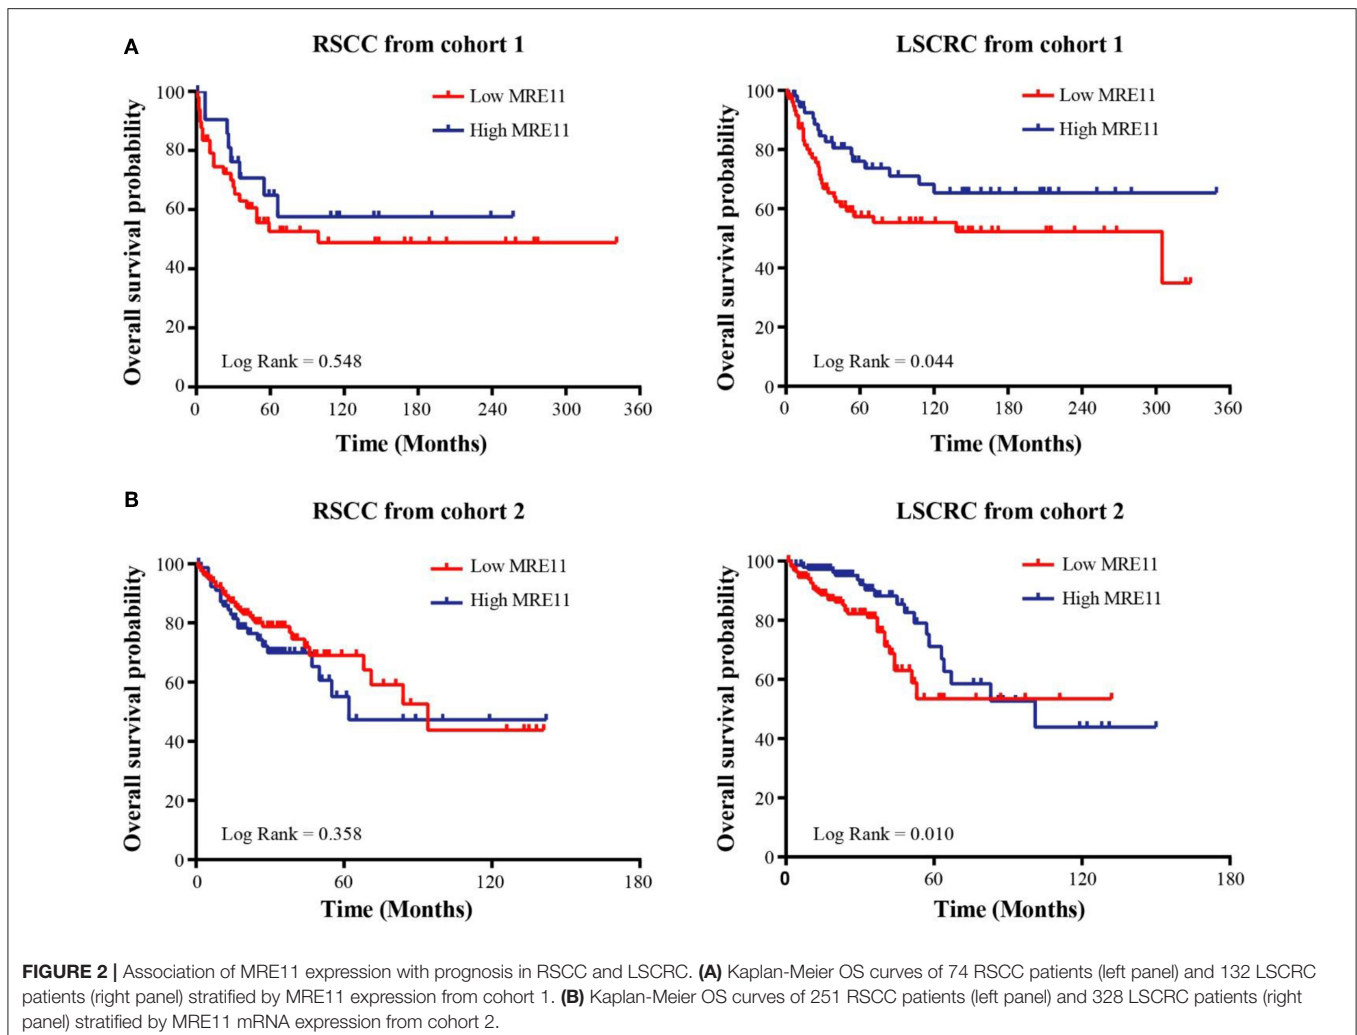 A
RSCC from cohort 1
LSCRC from cohort 1
Overall survival probability
100
80
60
40
20
0
Low MRE11
High MRE11
Log Rank = 0.548
0 60 120 180 240 300 360
Time (Months)
Overall survival probability
100
80
60
40
20
0
Low MRE11
High MRE11
Log Rank = 0.044
0 60 120 180 240 300 360
Time (Months)
B
RSCC from cohort 2
LSCRC from cohort 2
Overall survival probability
100
80
60
40
20
0
Low MRE11
High MRE11
Log Rank = 0.358
0 60 120 180
Time (Months)
Overall survival probability
100
80
60
40
20
0
Low MRE11
High MRE11
Log Rank = 0.010
0 60 120 180
Time (Months)
FIGURE 2 | Association of MRE11 expression with prognosis in RSCC and LSCRC. (A) Kaplan-Meier OS curves of 74 RSCC patients (left panel) and 132 LSCRC
patients (right panel) stratified by MRE11 expression from cohort 1. (B) Kaplan-Meier OS curves of 251 RSCC patients (left panel) and 328 LSCRC patients (right
panel) stratified by MRE11 mRNA expression from cohort 2.